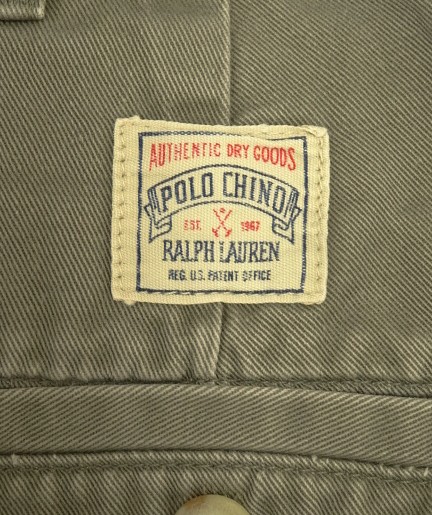 AUTHENTIC DRY GOODS
POLO CHINO
EST. 1967
RALPH LAUREN
REG. U.S. PATENT OFFICE